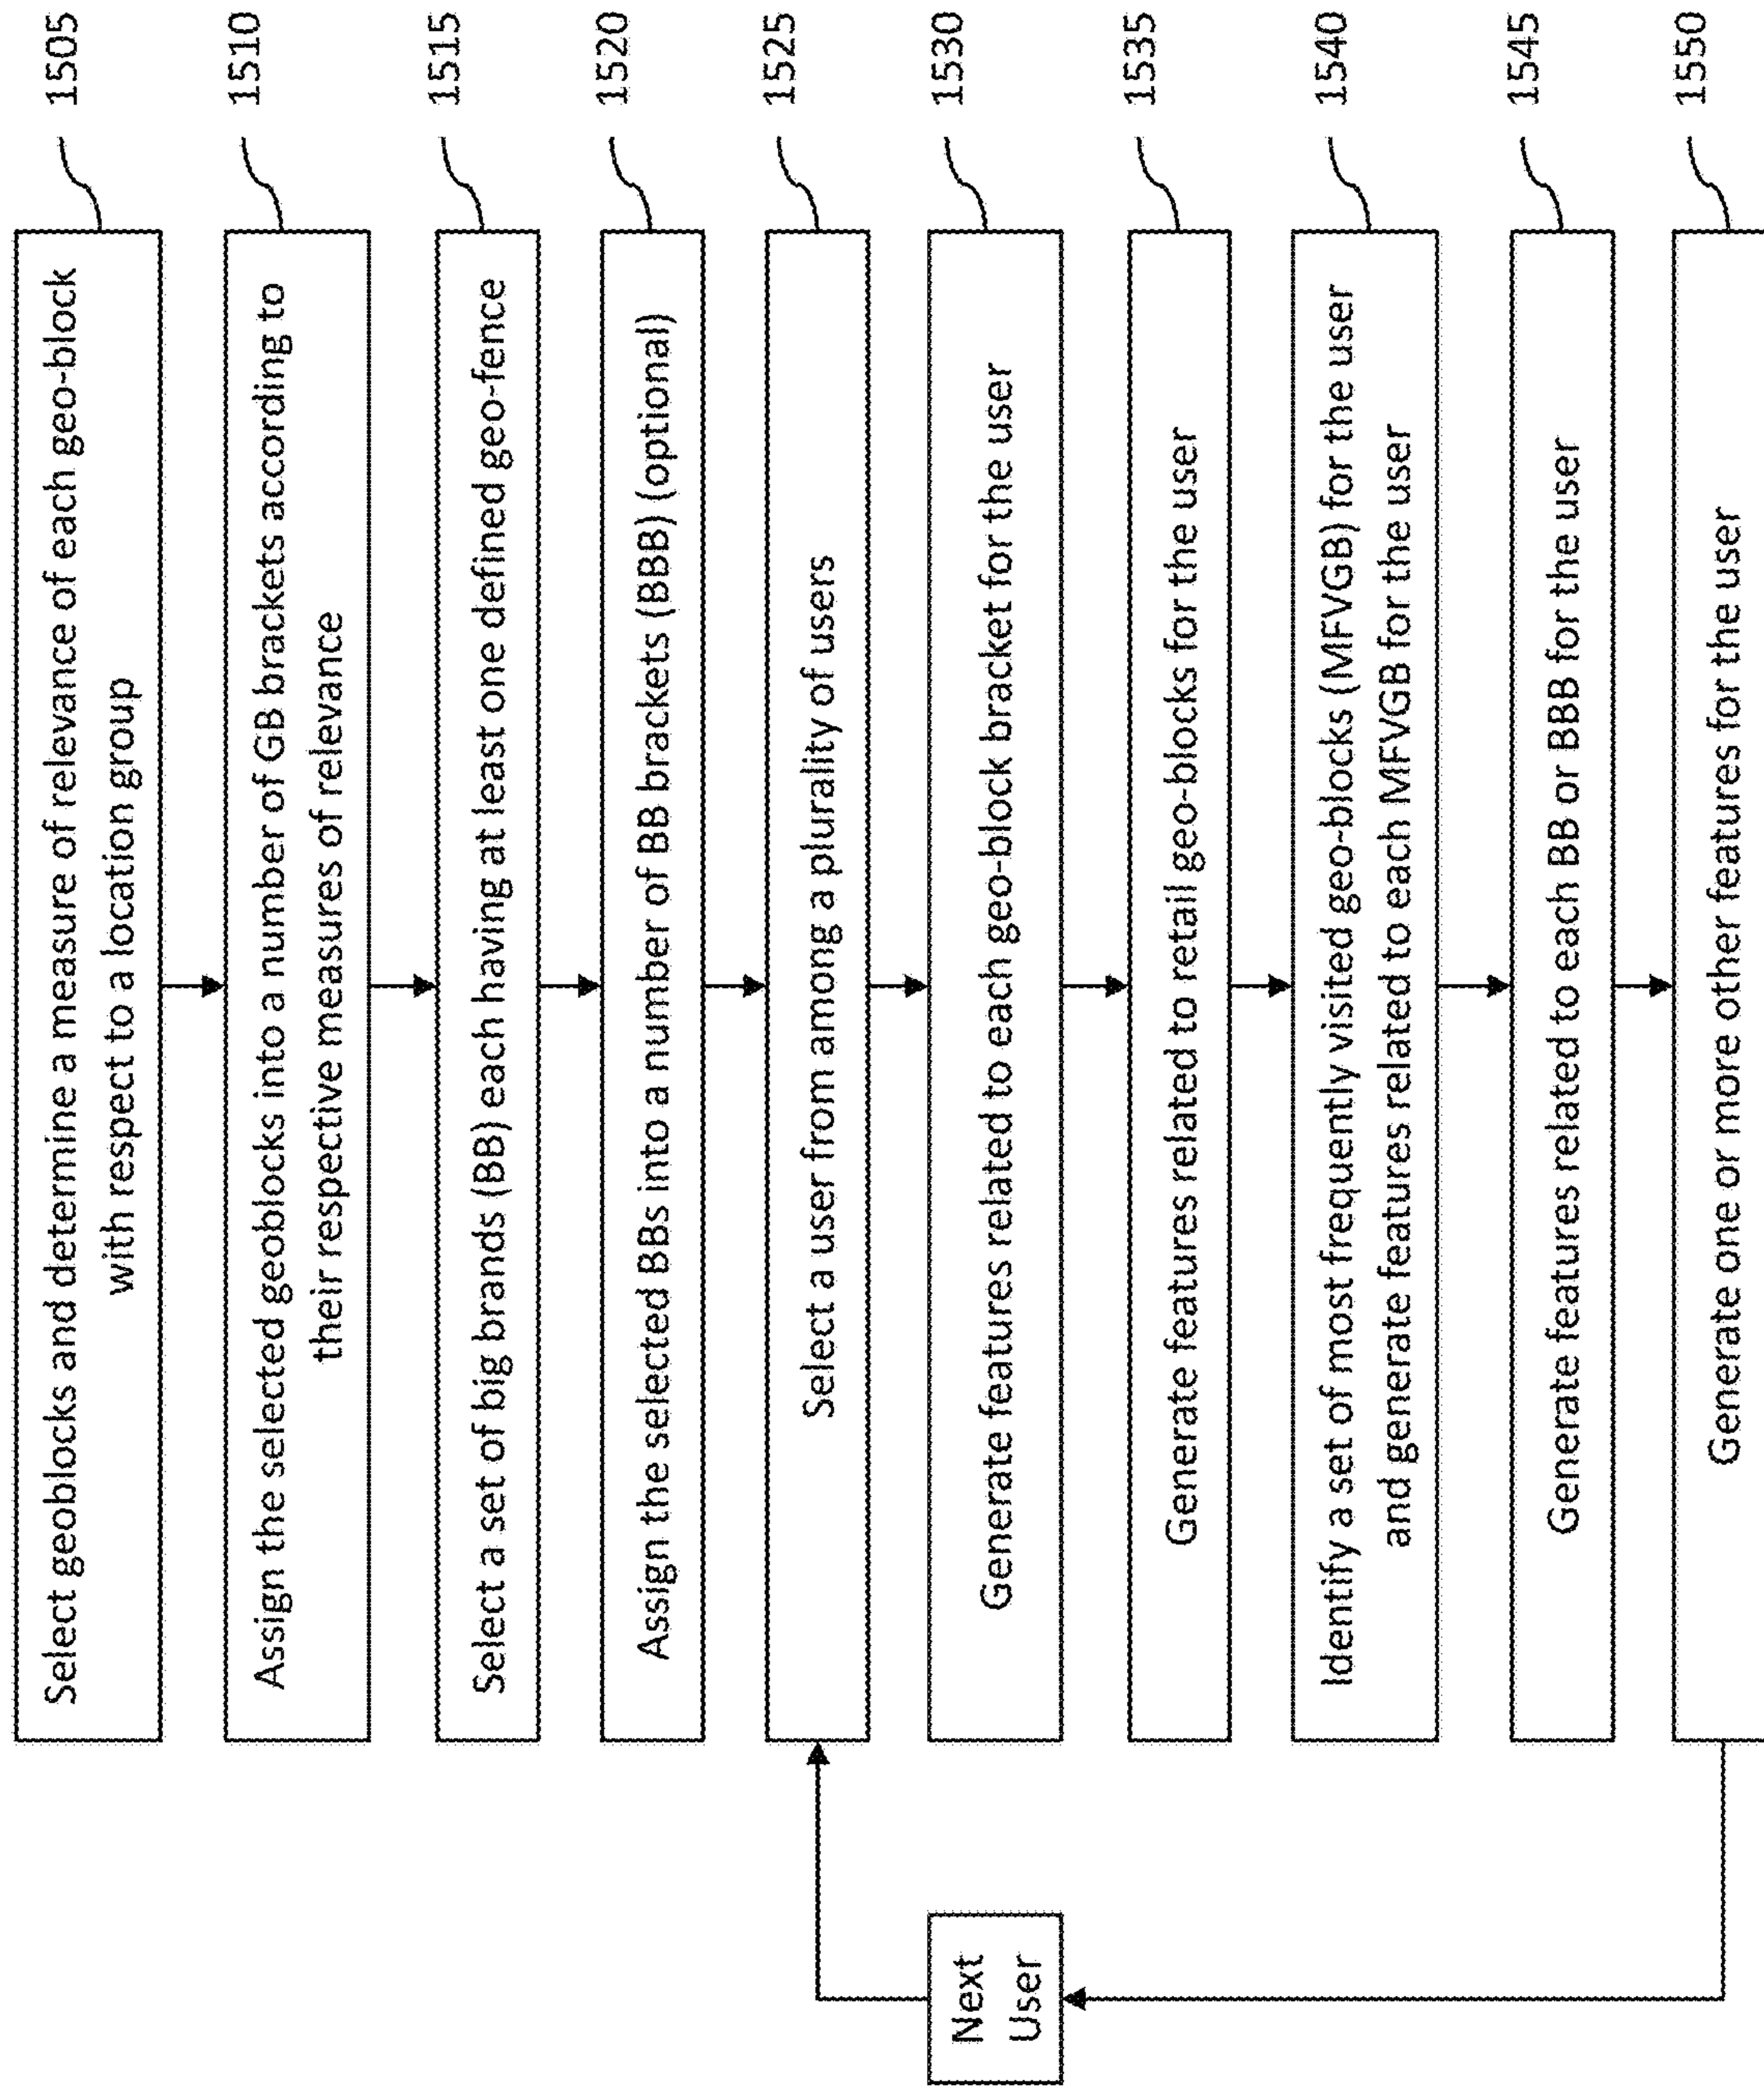 Select geoblocks and determine a measure of relevance of each geo-block
with respect to a location group
1505
Assign the selected geoblocks into a number of GB brackets according to
their respective measures of relevance
1510
Select a set of big brands (BB) each having at least one defined geo-fence
1515
Assign the selected BBs into a number of BB brackets (BBB) (optional)
1520
Select a user from among a plurality of users
1525
Generate features related to each geo-block bracket for the user
1530
Generate features related to retail geo-blocks for the user
1535
Identify a set of most frequently visited geo-blocks (MFVGB) for the user
and generate features related to each MFVGB for the user
1540
Generate features related to each BB or BBB for the user
1545
Generate one or more other features for the user
1550
Next
User